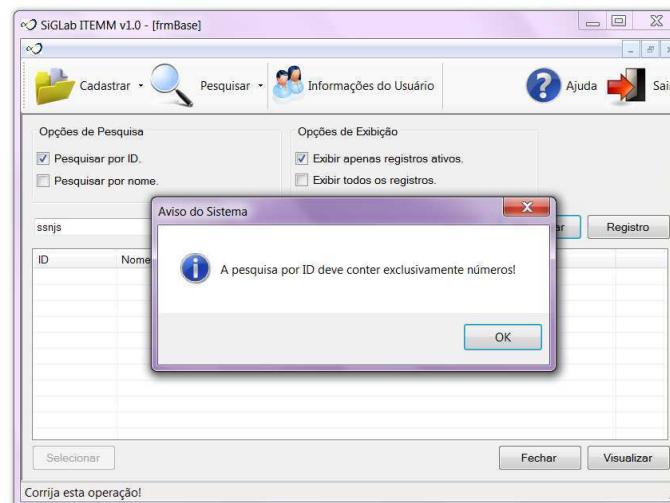 SiGLab ITEMM v1.0 - [frmBase]
Cadastrar
Pesquisar
Informações do Usuário
Ajuda
Opções de Pesquisa
Opções de Exibição
Pesquisar por ID.
Exibir apenas registros ativos.
Pesquisar por nome.
Exibir todos os registros.
Aviso do Sistema
ssnjs
Registro
ID
Nome
A pesquisa por ID deve conter exclusivamente números!
OK
Selecionar
Fechar
Visualizar
Corrija esta operação!